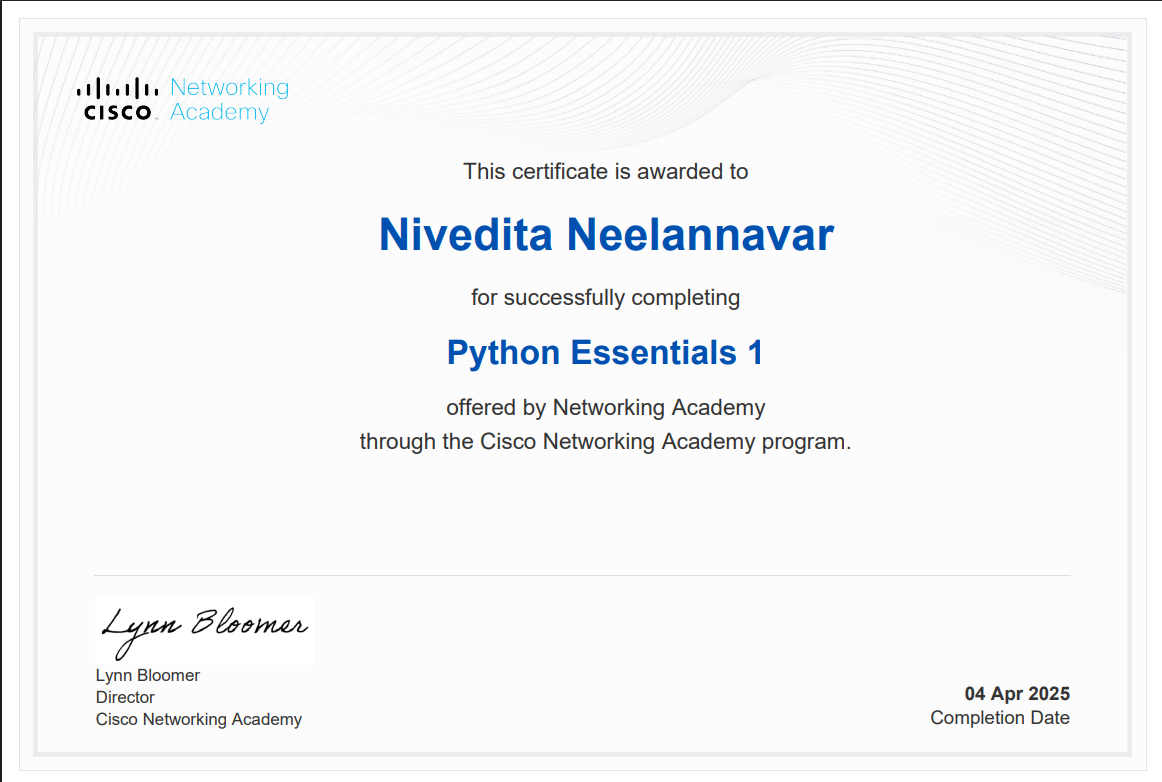 Networking
CISCO Academy
This certificate is awarded to
Nivedita Neelannavar
for successfully completing
Python Essentials 1
offered by Networking Academy
through the Cisco Networking Academy program.
Lynn Bloomer
Lynn Bloomer
Director
Cisco Networking Academy
04 Apr 2025
Completion Date